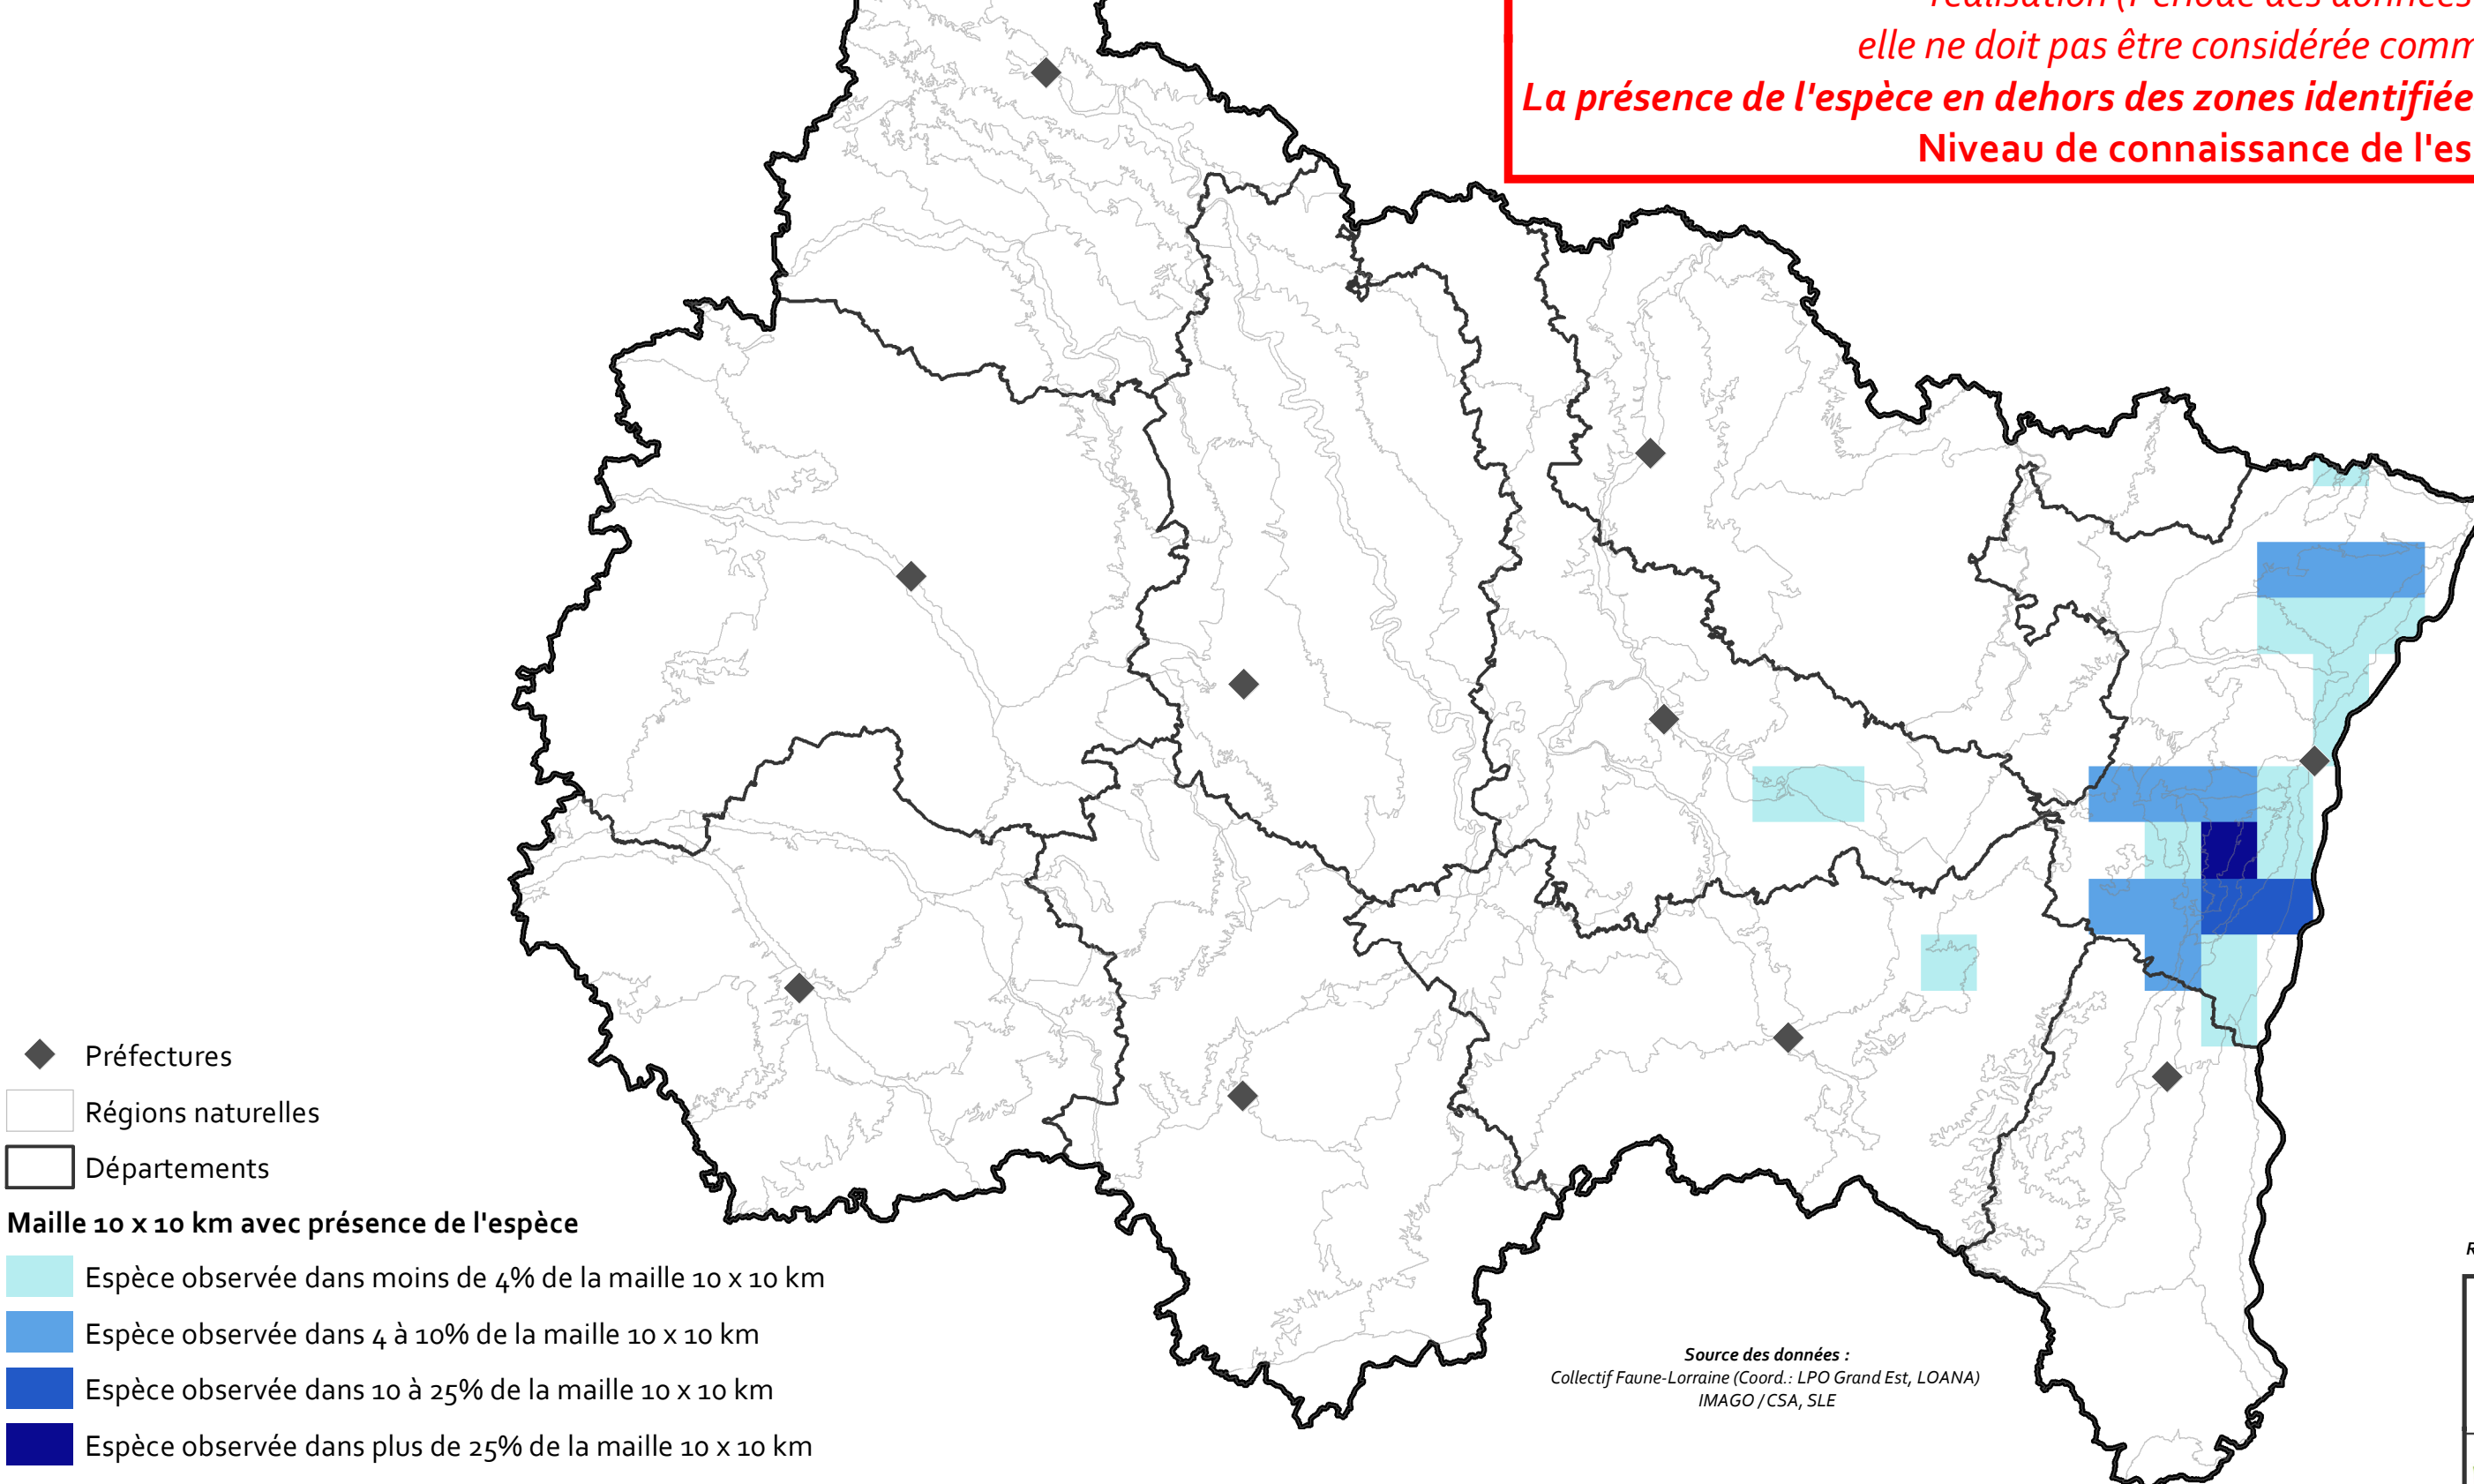 elle ne doit pas être considérée comm
La présence de l'espèce en dehors des zones identifiée
Niveau de connaissance de l'es
Préfectures
Régions naturelles
Départements
Maille 10 x 10 km avec présence de l'espèce
Espèce observée dans moins de 4% de la maille 10 x 10 km
Espèce observée dans 4 à 10% de la maille 10 x 10 km
Espèce observée dans 10 à 25% de la maille 10 x 10 km
Espèce observée dans plus de 25% de la maille 10 x 10 km
Source des données :
Collectif Faune-Lorraine (Coord.: LPO Grand Est, LOANA)
IMAGO / CSA, SLE